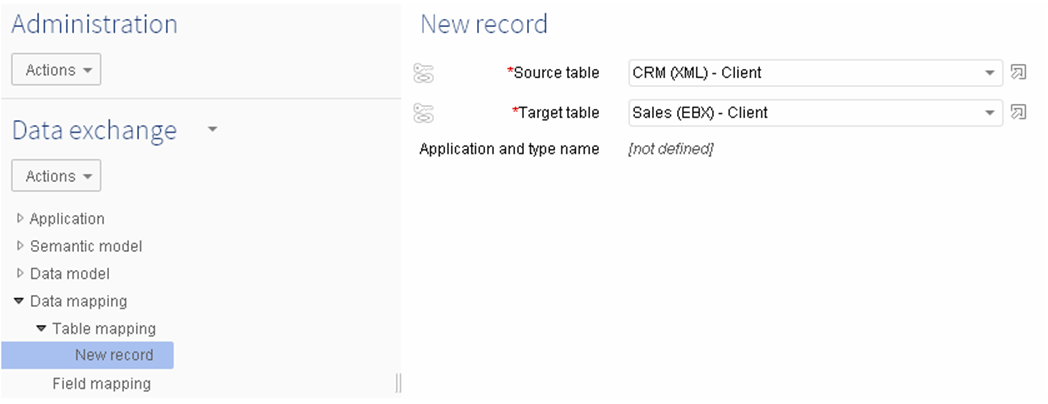 Administration
Actions
Data exchange
Actions
Application
Semantic model
Data model
Data mapping
Table mapping
New record
Field mapping
New record
*Source table CRM (XML) - Client
*Target table Sales (EBX) - Client
Application and type name [not defined]